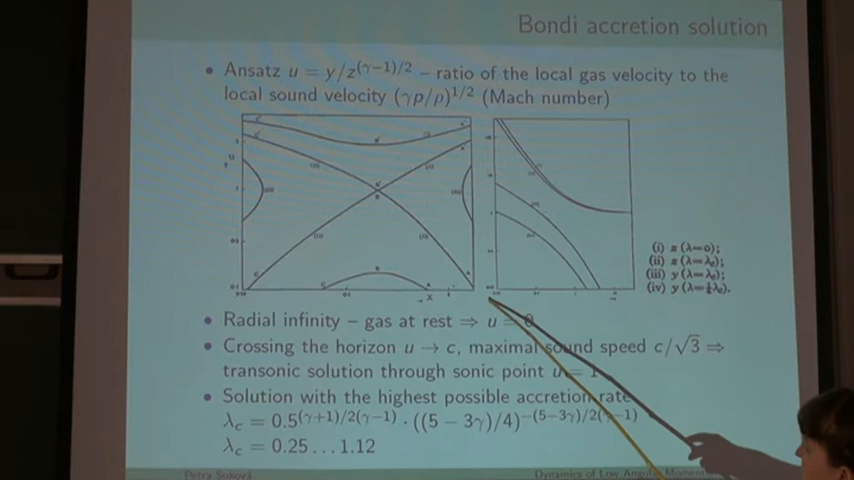 Bondi accretion solution
• Ansatz u = y/z^(γ−1)/2 – ratio of the local gas velocity to the
local sound velocity (γp/ρ)^1/2 (Mach number)
(i) z (λ=0);
(ii) z (λ=λc);
(iii) y (λ=λc);
(iv) y (λ=¼λc).
• Radial infinity – gas at rest ⇒ u = 0
• Crossing the horizon u → c, maximal sound speed c/√3 ⇒
transonic solution through sonic point u = 1
• Solution with the highest possible accretion rate
λc = 0.5^(γ+1)/2(γ−1) · ((5 − 3γ)/4)^−(5−3γ)/2(γ−1)
λc = 0.25 … 1.12
Petra Suková Dynamics of Low Angular